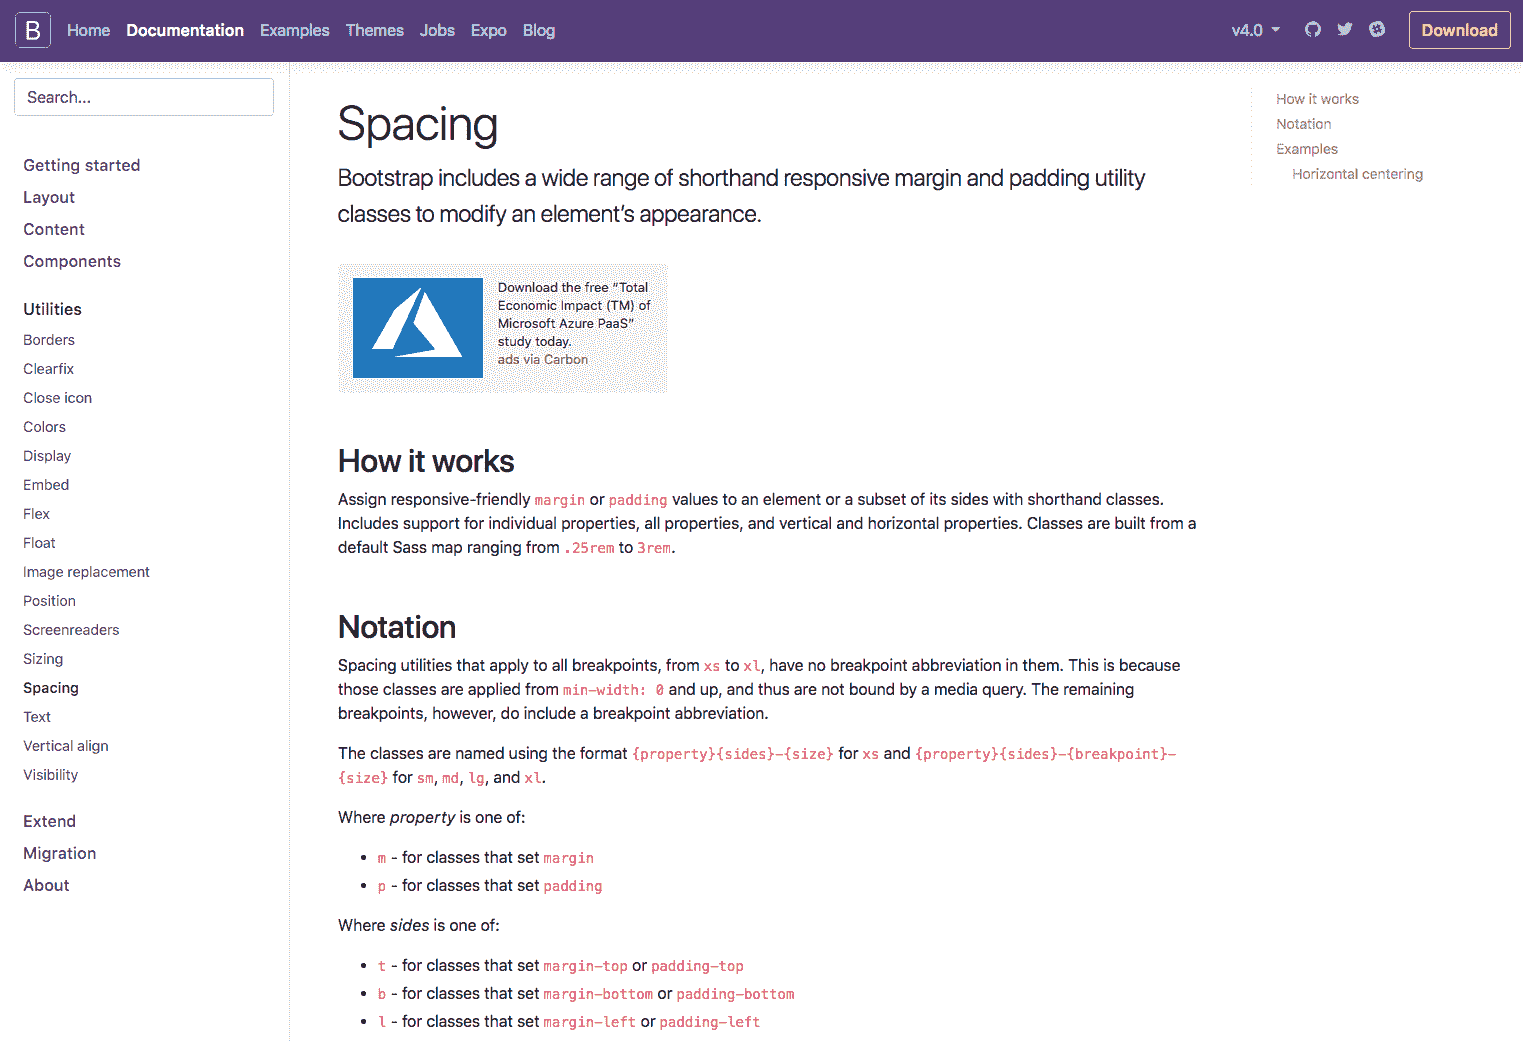 B Home Documentation Examples Themes Jobs Expo Blog v4.0 Download
Search...
Getting started
Layout
Content
Components
Utilities
Borders
Clearfix
Close icon
Colors
Display
Embed
Flex
Float
Image replacement
Position
Screenreaders
Sizing
Spacing
Text
Vertical align
Visibility
Extend
Migration
About
Spacing
Bootstrap includes a wide range of shorthand responsive margin and padding utility
classes to modify an element’s appearance.
Download the free “Total
Economic Impact (TM) of
Microsoft Azure PaaS”
study today.
ads via Carbon
How it works
Assign responsive-friendly margin or padding values to an element or a subset of its sides with shorthand classes.
Includes support for individual properties, all properties, and vertical and horizontal properties. Classes are built from a
default Sass map ranging from .25rem to 3rem.
Notation
Spacing utilities that apply to all breakpoints, from xs to xl, have no breakpoint abbreviation in them. This is because
those classes are applied from min-width: 0 and up, and thus are not bound by a media query. The remaining
breakpoints, however, do include a breakpoint abbreviation.
The classes are named using the format {property}{sides}-{size} for xs and {property}{sides}-{breakpoint}-
{size} for sm, md, lg, and xl.
Where property is one of:
• m - for classes that set margin
• p - for classes that set padding
Where sides is one of:
• t - for classes that set margin-top or padding-top
• b - for classes that set margin-bottom or padding-bottom
• l - for classes that set margin-left or padding-left
How it works
Notation
Examples
Horizontal centering